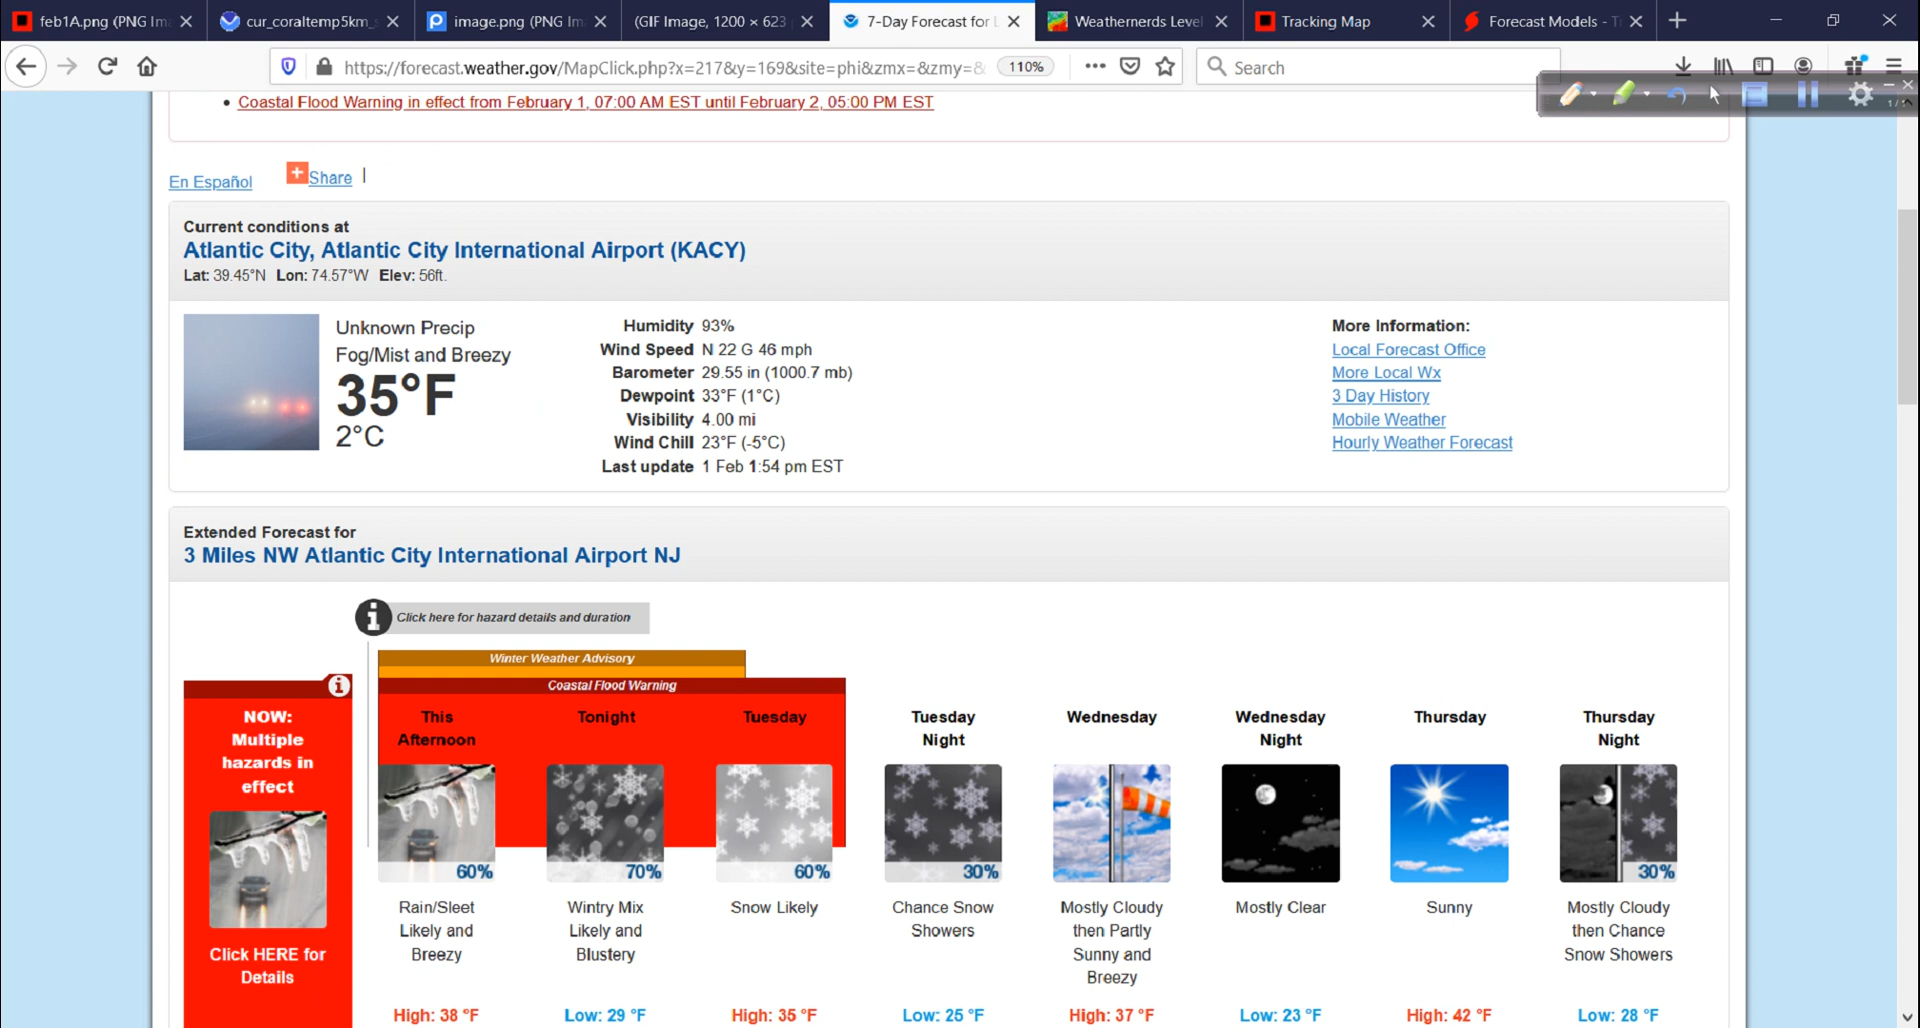 feb1A.png (PNG Im
cur_coraltemp5km_
image.png (PNG Im
(GIF Image, 1200 × 623
7-Day Forecast for L
Weathernerds Level
Tracking Map
Forecast Models - T
https://forecast.weather.gov/MapClick.php?x=217&y=169&site=phi&zmx=&zmy=&
110%
Search
Coastal Flood Warning in effect from February 1, 07:00 AM EST until February 2, 05:00 PM EST
En Español
Share |
Current conditions at
Atlantic City, Atlantic City International Airport (KACY)
Lat: 39.45°N Lon: 74.57°W Elev: 56ft.
Unknown Precip
Fog/Mist and Breezy
35°F
2°C
Humidity 93%
Wind Speed N 22 G 46 mph
Barometer 29.55 in (1000.7 mb)
Dewpoint 33°F (1°C)
Visibility 4.00 mi
Wind Chill 23°F (-5°C)
Last update 1 Feb 1:54 pm EST
More Information:
Local Forecast Office
More Local Wx
3 Day History
Mobile Weather
Hourly Weather Forecast
Extended Forecast for
3 Miles NW Atlantic City International Airport NJ
Click here for hazard details and duration
Winter Weather Advisory
Coastal Flood Warning
NOW:
Multiple
hazards in
effect
Click HERE for
Details
This
Afternoon
60%
Rain/Sleet
Likely and
Breezy
High: 38 °F
Tonight
70%
Wintry Mix
Likely and
Blustery
Low: 29 °F
Tuesday
60%
Snow Likely
High: 35 °F
Tuesday
Night
30%
Chance Snow
Showers
Low: 25 °F
Wednesday
Mostly Cloudy
then Partly
Sunny and
Breezy
High: 37 °F
Wednesday
Night
Mostly Clear
Low: 23 °F
Thursday
Sunny
High: 42 °F
Thursday
Night
30%
Mostly Cloudy
then Chance
Snow Showers
Low: 28 °F